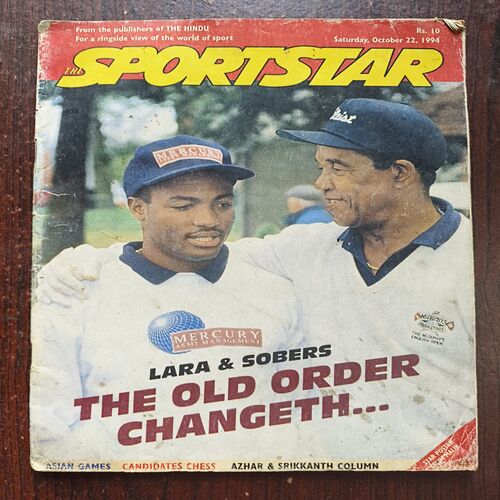 From the publishers of THE HINDU
For a ringside view of the world of sport
Rs. 10
Saturday, October 22, 1994
THE SPORTSTAR
MERCURY
MERCURY
ASSET MANAGEMENT
LARA & SOBERS
THE OLD ORDER
CHANGETH...
ASIAN GAMES CANDIDATES CHESS AZHAR & SRIKKANTH COLUMN
STAR POSTER